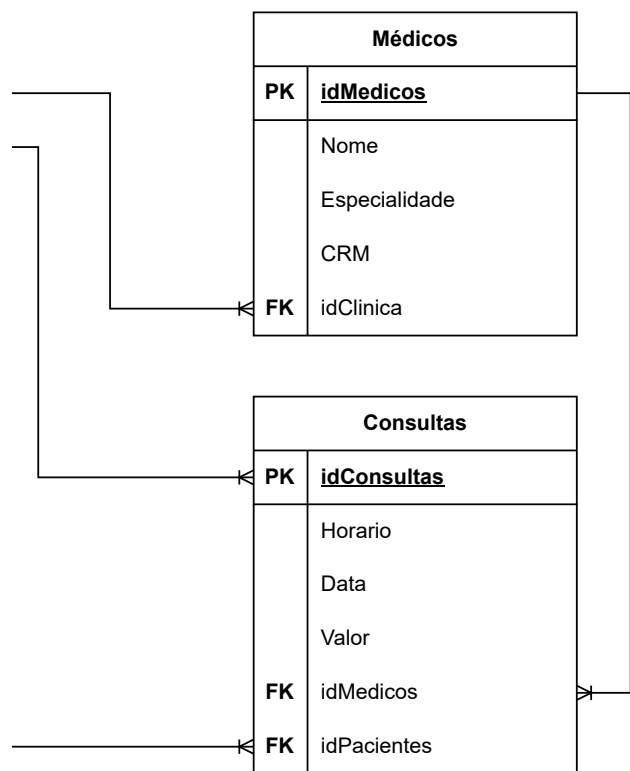 Médicos
PK idMedicos
Nome
Especialidade
CRM
FK idClinica
Consultas
PK idConsultas
Horario
Data
Valor
FK idMedicos
FK idPacientes